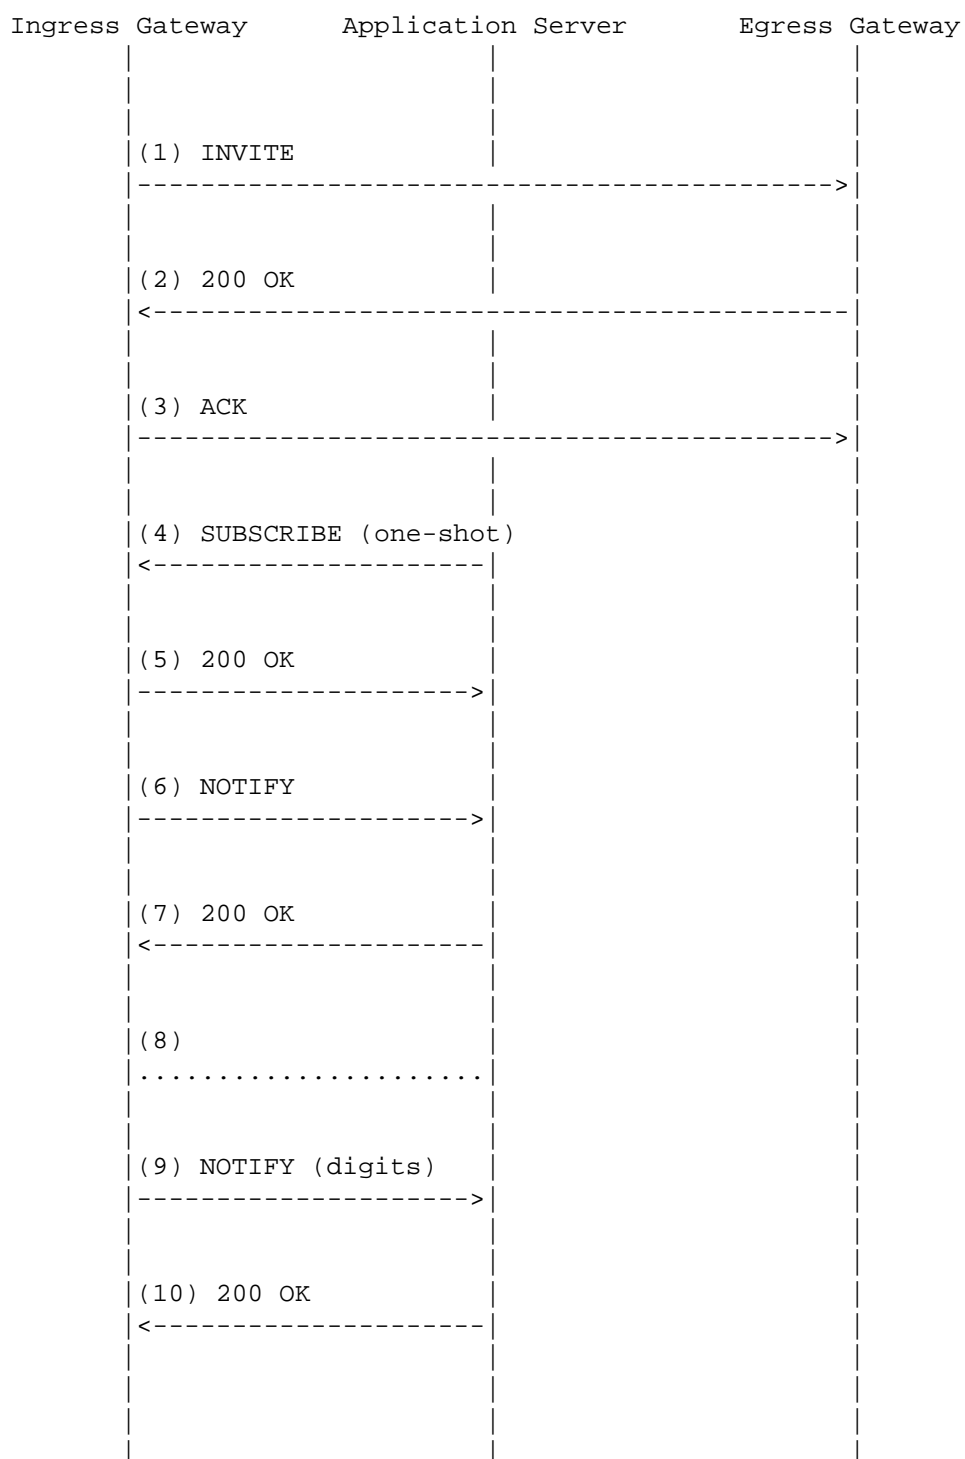 Ingress Gateway Application Server Egress Gateway
(1) INVITE
(2) 200 OK
(3) ACK
(4) SUBSCRIBE (one-shot)
(5) 200 OK
(6) NOTIFY
(7) 200 OK
(8)
(9) NOTIFY (digits)
(10) 200 OK